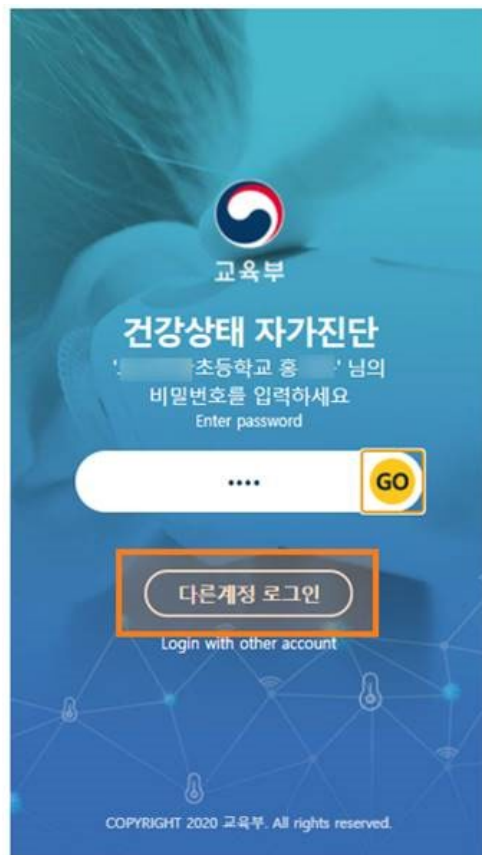 교육부
건강상태 자가진단
초등학교 홍 ' 님의
비밀번호를 입력하세요
Enter password
••••
GO
다른계정 로그인
Login with other account
COPYRIGHT 2020 교육부. All rights reserved.